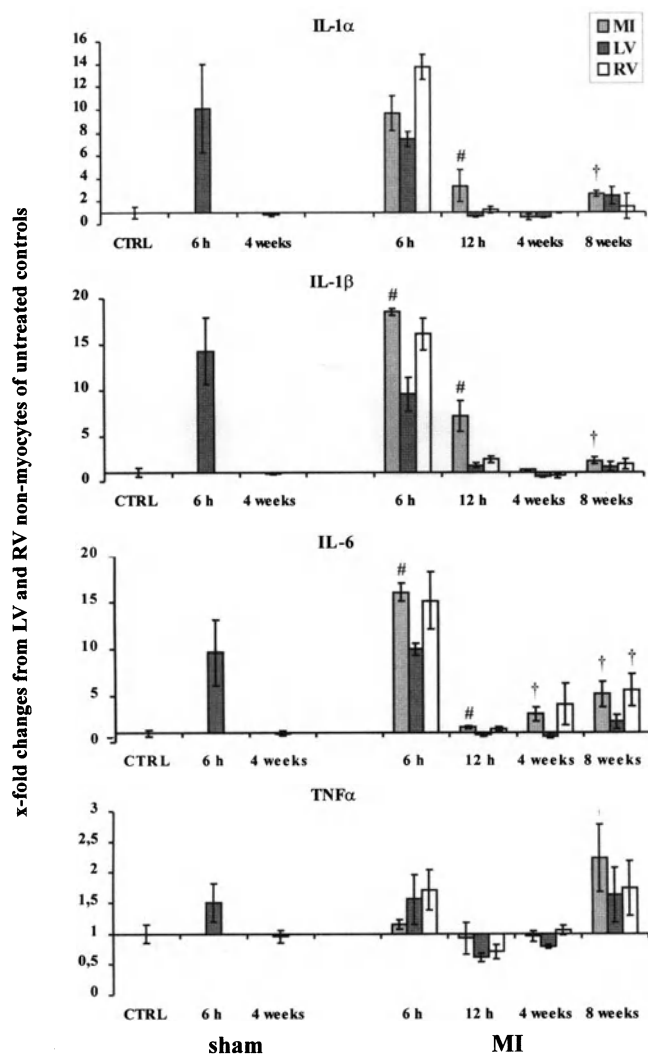 x-fold changes from LV and RV non-myocytes of untreated controls
IL-1α
MI
LV
RV
16
14
12
10
8
6
4
2
0
#
†
CTRL 6 h 4 weeks 6 h 12 h 4 weeks 8 weeks
IL-1β
20
15
10
5
0
#
#
†
CTRL 6 h 4 weeks 6 h 12 h 4 weeks 8 weeks
IL-6
20
15
10
5
0
#
#
†
† †
CTRL 6 h 4 weeks 6 h 12 h 4 weeks 8 weeks
TNFα
3
2,5
2
1,5
1
0,5
0
CTRL 6 h 4 weeks 6 h 12 h 4 weeks 8 weeks
sham MI